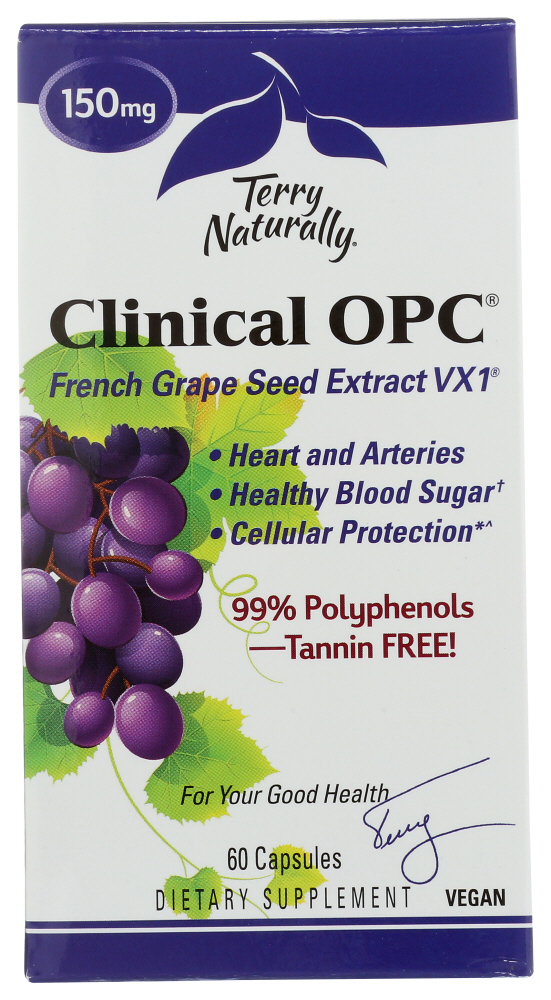 150mg
Terry
Naturally®
Clinical OPC®
French Grape Seed Extract VX1®
• Heart and Arteries
• Healthy Blood Sugar†
• Cellular Protection*^
99% Polyphenols
—Tannin FREE!
For Your Good Health,
Terry
60 Capsules
DIETARY SUPPLEMENT
VEGAN